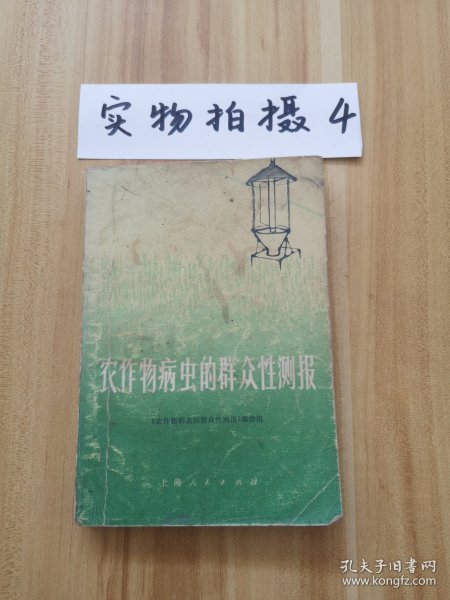 实物拍摄 4
农作物病虫的群众性测报
《农作物病虫的群众性测报》编绘组
上海人民出版社
孔夫子旧书网
www.kongfz.com